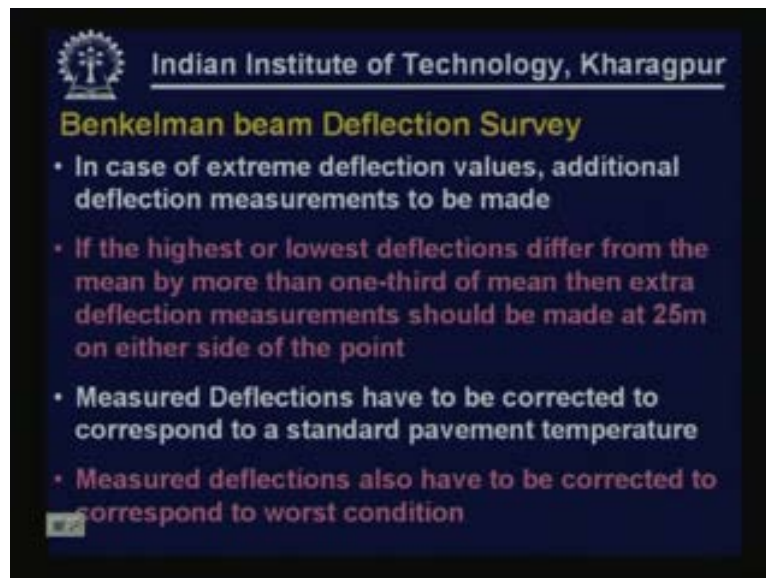 Indian Institute of Technology, Kharagpur
Benkelman beam Deflection Survey
• In case of extreme deflection values, additional
deflection measurements to be made
• If the highest or lowest deflections differ from the
mean by more than one-third of mean then extra
deflection measurements should be made at 25m
on either side of the point
• Measured Deflections have to be corrected to
correspond to a standard pavement temperature
• Measured deflections also have to be corrected to
correspond to worst condition